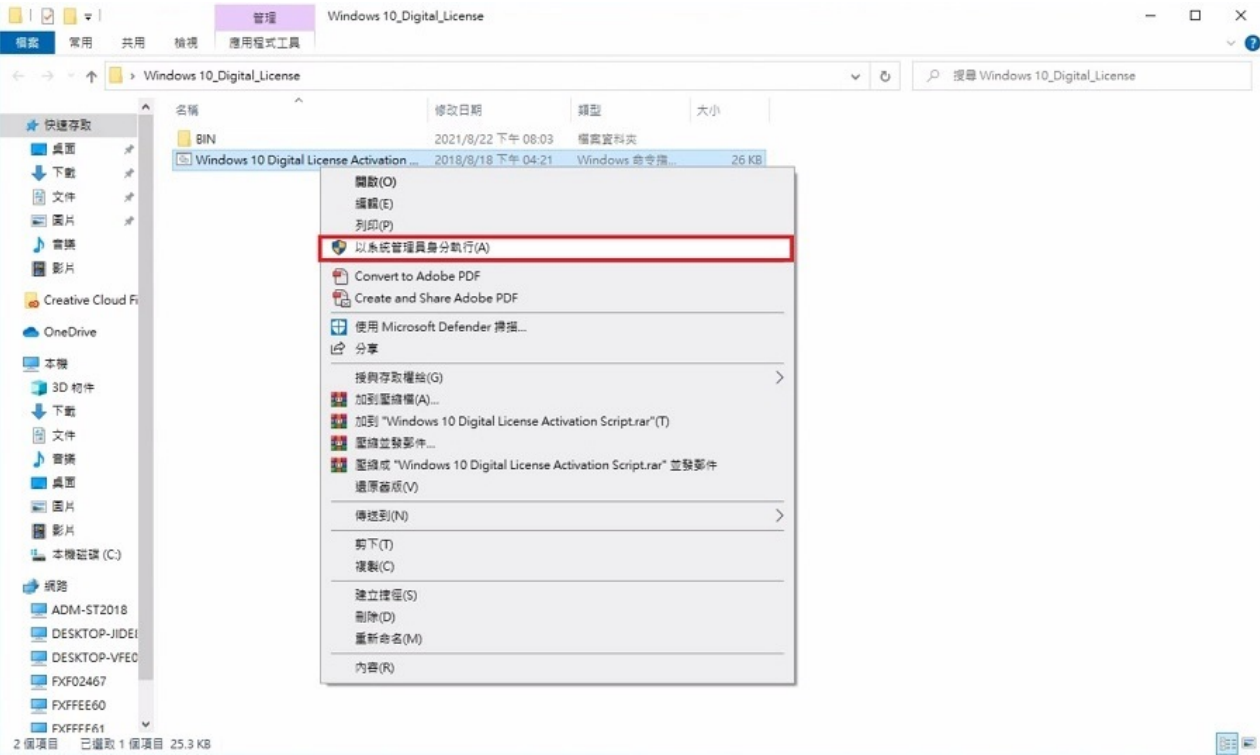 管理
Windows 10_Digital_License
檔案
常用
共用
檢視
應用程式工具
Windows 10_Digital_License
搜尋 Windows 10_Digital_License
名稱
修改日期
類型
大小
BIN
2021/8/22 下午 08:03
檔案資料夾
Windows 10 Digital License Activation ...
2018/8/18 下午 04:21
Windows 命令指...
26 KB
快速存取
桌面
下載
文件
圖片
音樂
影片
Creative Cloud Fi
OneDrive
本機
3D 物件
下載
文件
音樂
桌面
圖片
影片
本機磁碟 (C:)
網路
ADM-ST2018
DESKTOP-JIDEI
DESKTOP-VFE0
FXF02467
FXFFEE60
FXFFEE61
開啟(O)
編輯(E)
列印(P)
以系統管理員身分執行(A)
Convert to Adobe PDF
Create and Share Adobe PDF
使用 Microsoft Defender 掃描...
分享
授與存取權給(G)
加到壓縮檔(A)...
加到 "Windows 10 Digital License Activation Script.rar"(T)
壓縮並發郵件...
壓縮成 "Windows 10 Digital License Activation Script.rar" 並發郵件
還原舊版(V)
傳送到(N)
剪下(T)
複製(C)
建立捷徑(S)
刪除(D)
重新命名(M)
內容(R)
2 個項目
已選取 1 個項目 25.3 KB